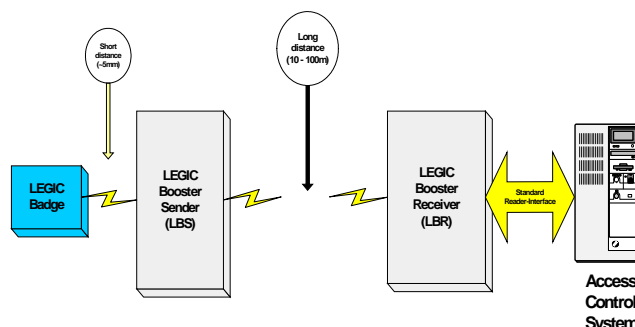 Short
distance
(~5mm)
Long
distance
(10 - 100m)
LEGIC
Badge
LEGIC
Booster
Sender
(LBS)
LEGIC
Booster
Receiver
(LBR)
Standard
Reader-Interface
Access
Control
System